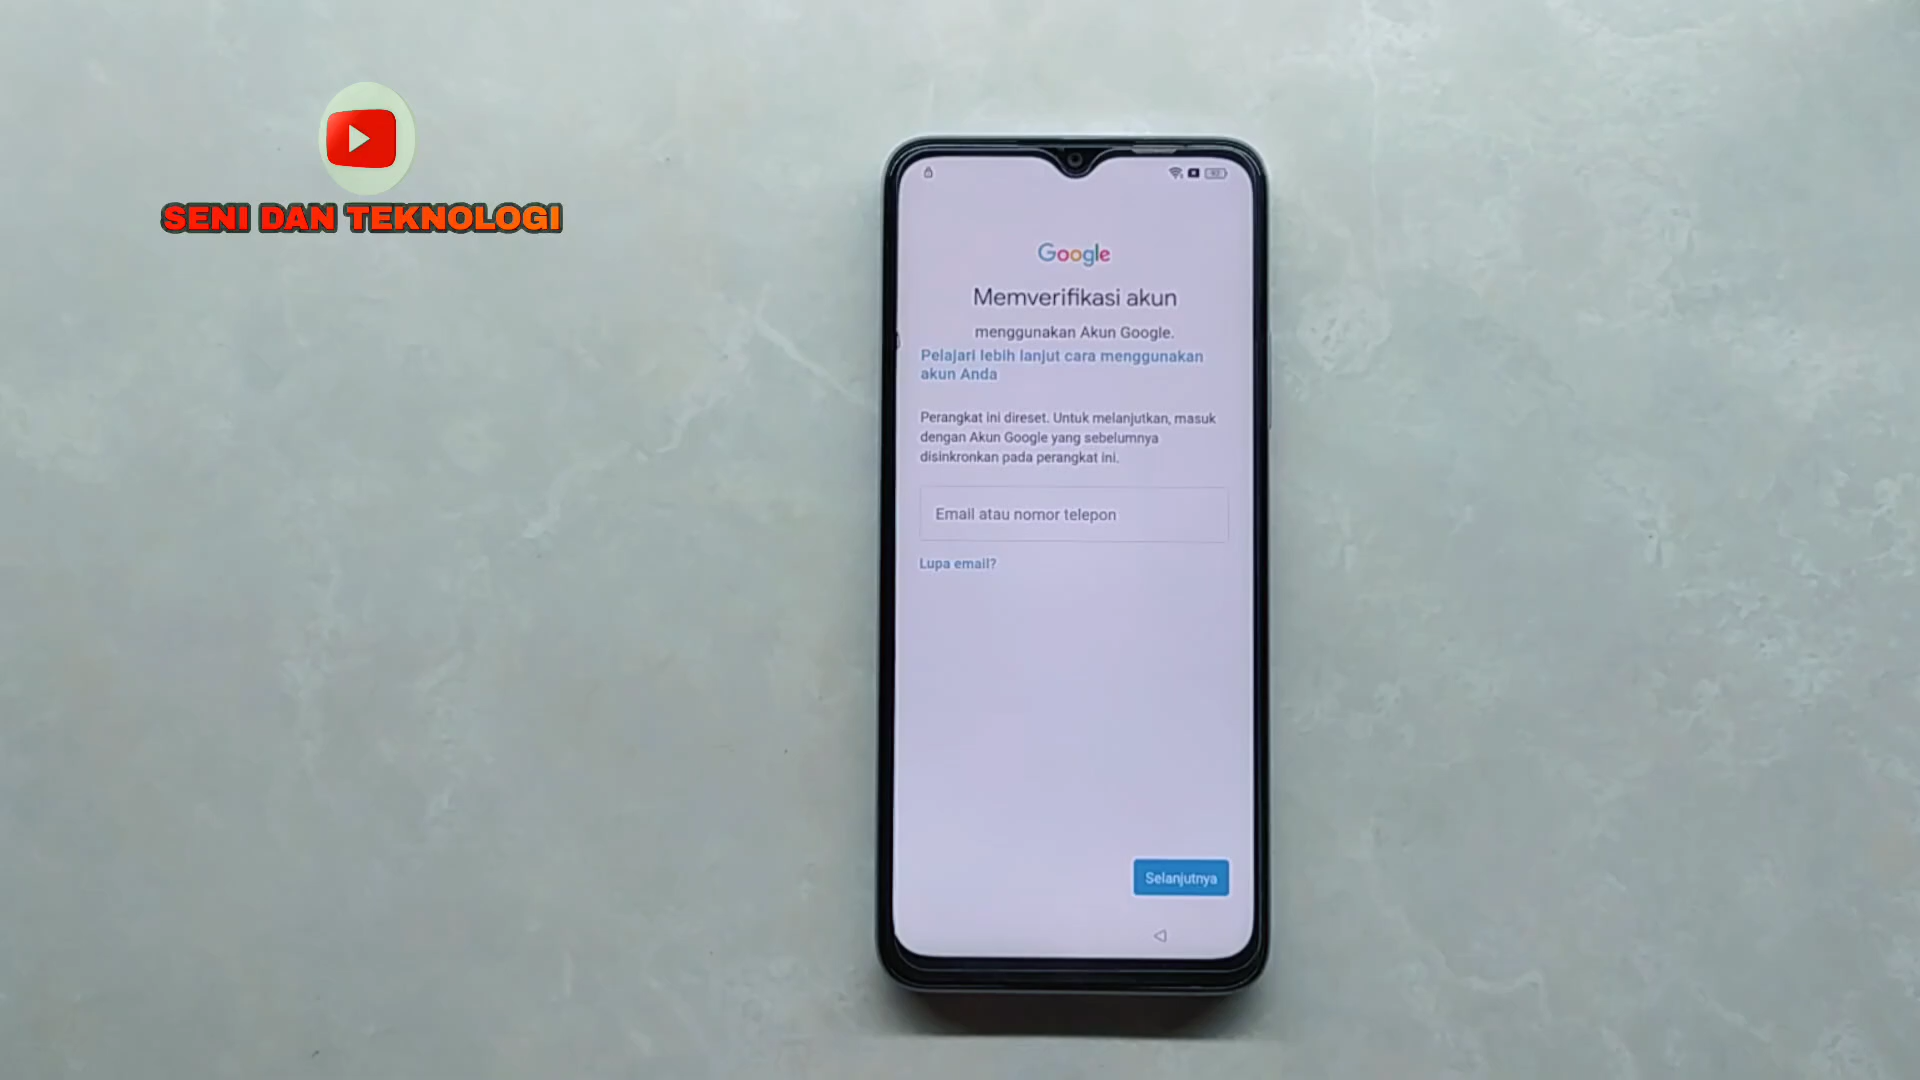 SENI DAN TEKNOLOGI
Google
Memverifikasi akun
menggunakan Akun Google.
Pelajari lebih lanjut cara menggunakan
akun Anda
Perangkat ini direset. Untuk melanjutkan, masuk
dengan Akun Google yang sebelumnya
disinkronkan pada perangkat ini.
Email atau nomor telepon
Lupa email?
Selanjutnya